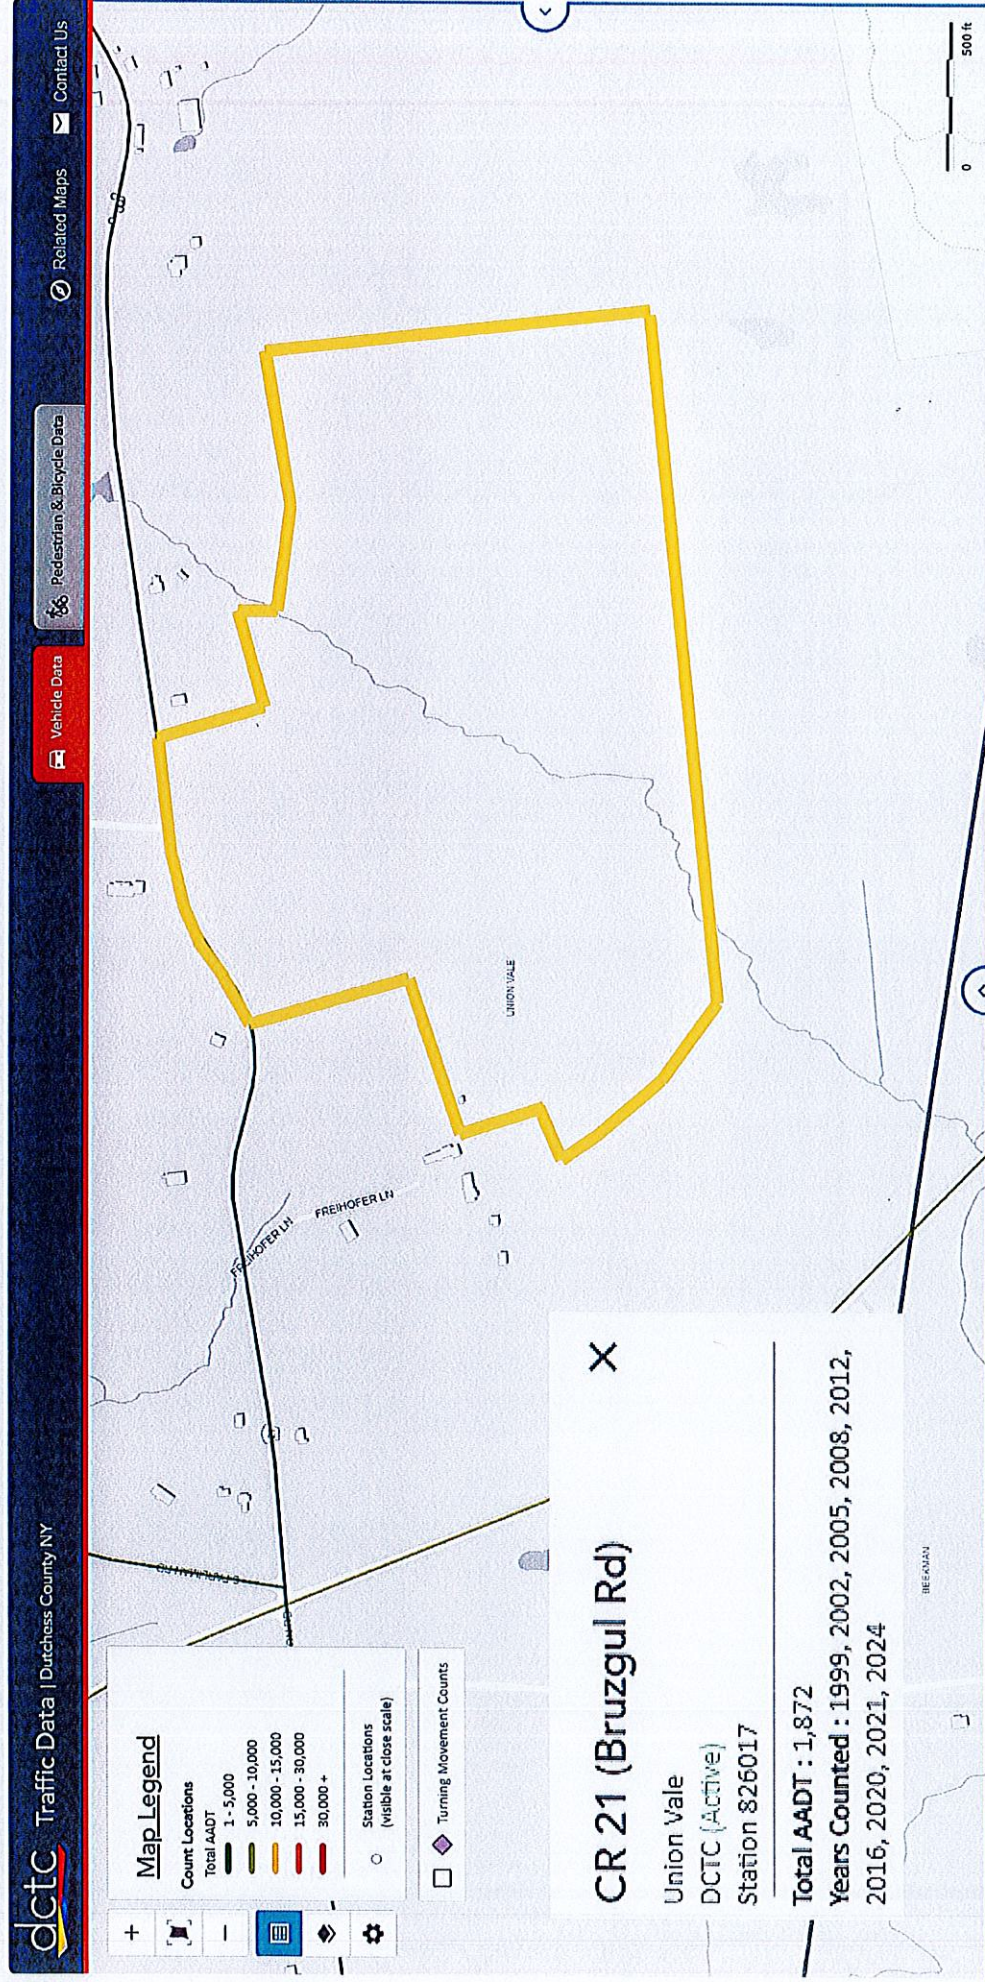 dctc Traffic Data | Dutchess County NY
Vehicle Data
Pedestrian & Bicycle Data
Related Maps
Contact Us
Map Legend
Count Locations
Total AADT
1 - 5,000
5,000 - 10,000
10,000 - 15,000
15,000 - 30,000
30,000 +
Station Locations
(visible at close scale)
Turning Movement Counts
FREIHOFER LN
FREIHOFER LN
UNION VALE
BEEKMAN
CR 21 (Bruzgul Rd)
X
Union Vale
DCTC (Active)
Station 826017
Total AADT : 1,872
Years Counted : 1999, 2002, 2005, 2008, 2012,
2016, 2020, 2021, 2024
0 500 ft